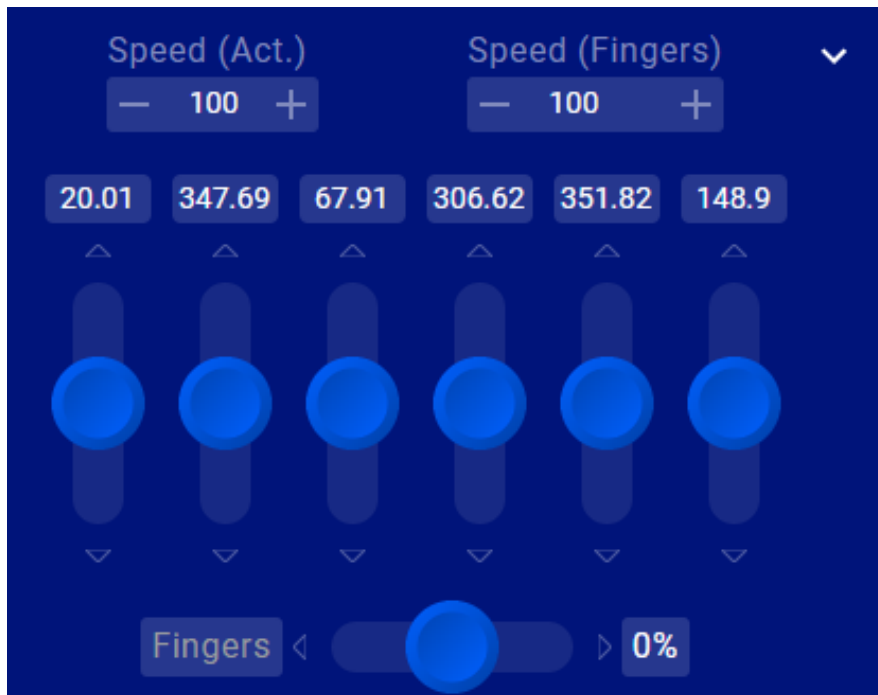 Speed (Act.) Speed (Fingers)
100 100
20.01 347.69 67.91 306.62 351.82 148.9
Fingers 0%